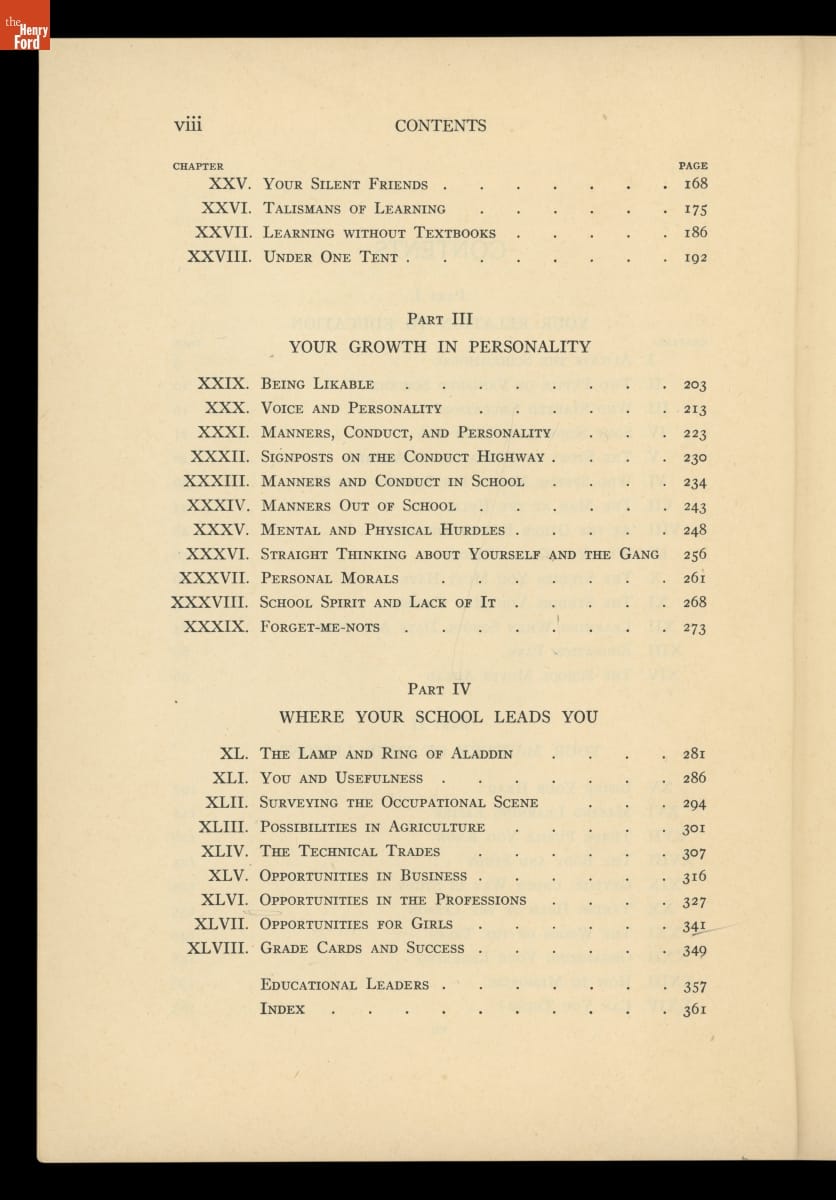 the
Henry
Ford
viii CONTENTS
CHAPTER PAGE
XXV. YOUR SILENT FRIENDS . . . . . . . 168
XXVI. TALISMANS OF LEARNING . . . . . . 175
XXVII. LEARNING WITHOUT TEXTBOOKS . . . . . 186
XXVIII. UNDER ONE TENT . . . . . . . . 192
PART III
YOUR GROWTH IN PERSONALITY
XXIX. BEING LIKABLE . . . . . . . . 203
XXX. VOICE AND PERSONALITY . . . . . . 213
XXXI. MANNERS, CONDUCT, AND PERSONALITY . . . 223
XXXII. SIGNPOSTS ON THE CONDUCT HIGHWAY . . . . 230
XXXIII. MANNERS AND CONDUCT IN SCHOOL . . . . 234
XXXIV. MANNERS OUT OF SCHOOL . . . . . . 243
XXXV. MENTAL AND PHYSICAL HURDLES . . . . . 248
XXXVI. STRAIGHT THINKING ABOUT YOURSELF AND THE GANG 256
XXXVII. PERSONAL MORALS . . . . . . . 261
XXXVIII. SCHOOL SPIRIT AND LACK OF IT . . . . . 268
XXXIX. FORGET-ME-NOTS . . . . . . . . 273
PART IV
WHERE YOUR SCHOOL LEADS YOU
XL. THE LAMP AND RING OF ALADDIN . . . . 281
XLI. YOU AND USEFULNESS . . . . . . . 286
XLII. SURVEYING THE OCCUPATIONAL SCENE . . . 294
XLIII. POSSIBILITIES IN AGRICULTURE . . . . . 301
XLIV. THE TECHNICAL TRADES . . . . . . 307
XLV. OPPORTUNITIES IN BUSINESS . . . . . . 316
XLVI. OPPORTUNITIES IN THE PROFESSIONS . . . . 327
XLVII. OPPORTUNITIES FOR GIRLS . . . . . . 341
XLVIII. GRADE CARDS AND SUCCESS . . . . . . 349
EDUCATIONAL LEADERS . . . . . . . 357
INDEX . . . . . . . . . . 361